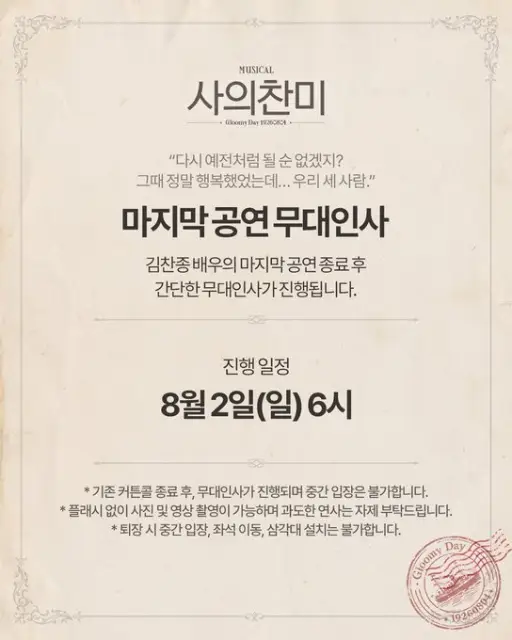 MUSICAL
사의찬미
Gloomy Day 19260804
“다시 예전처럼 될 순 없겠지?
그때 정말 행복했었는데... 우리 세 사람.”
마지막 공연 무대인사
김찬종 배우의 마지막 공연 종료 후
간단한 무대인사가 진행됩니다.
진행 일정
8월 2일(일) 6시
* 기존 커튼콜 종료 후, 무대인사가 진행되며 중간 입장은 불가합니다.
* 플래시 없이 사진 및 영상 촬영이 가능하며 과도한 연사는 자제 부탁드립니다.
* 퇴장 시 중간 입장, 좌석 이동, 삼각대 설치는 불가합니다.
Gloomy Day
19260804